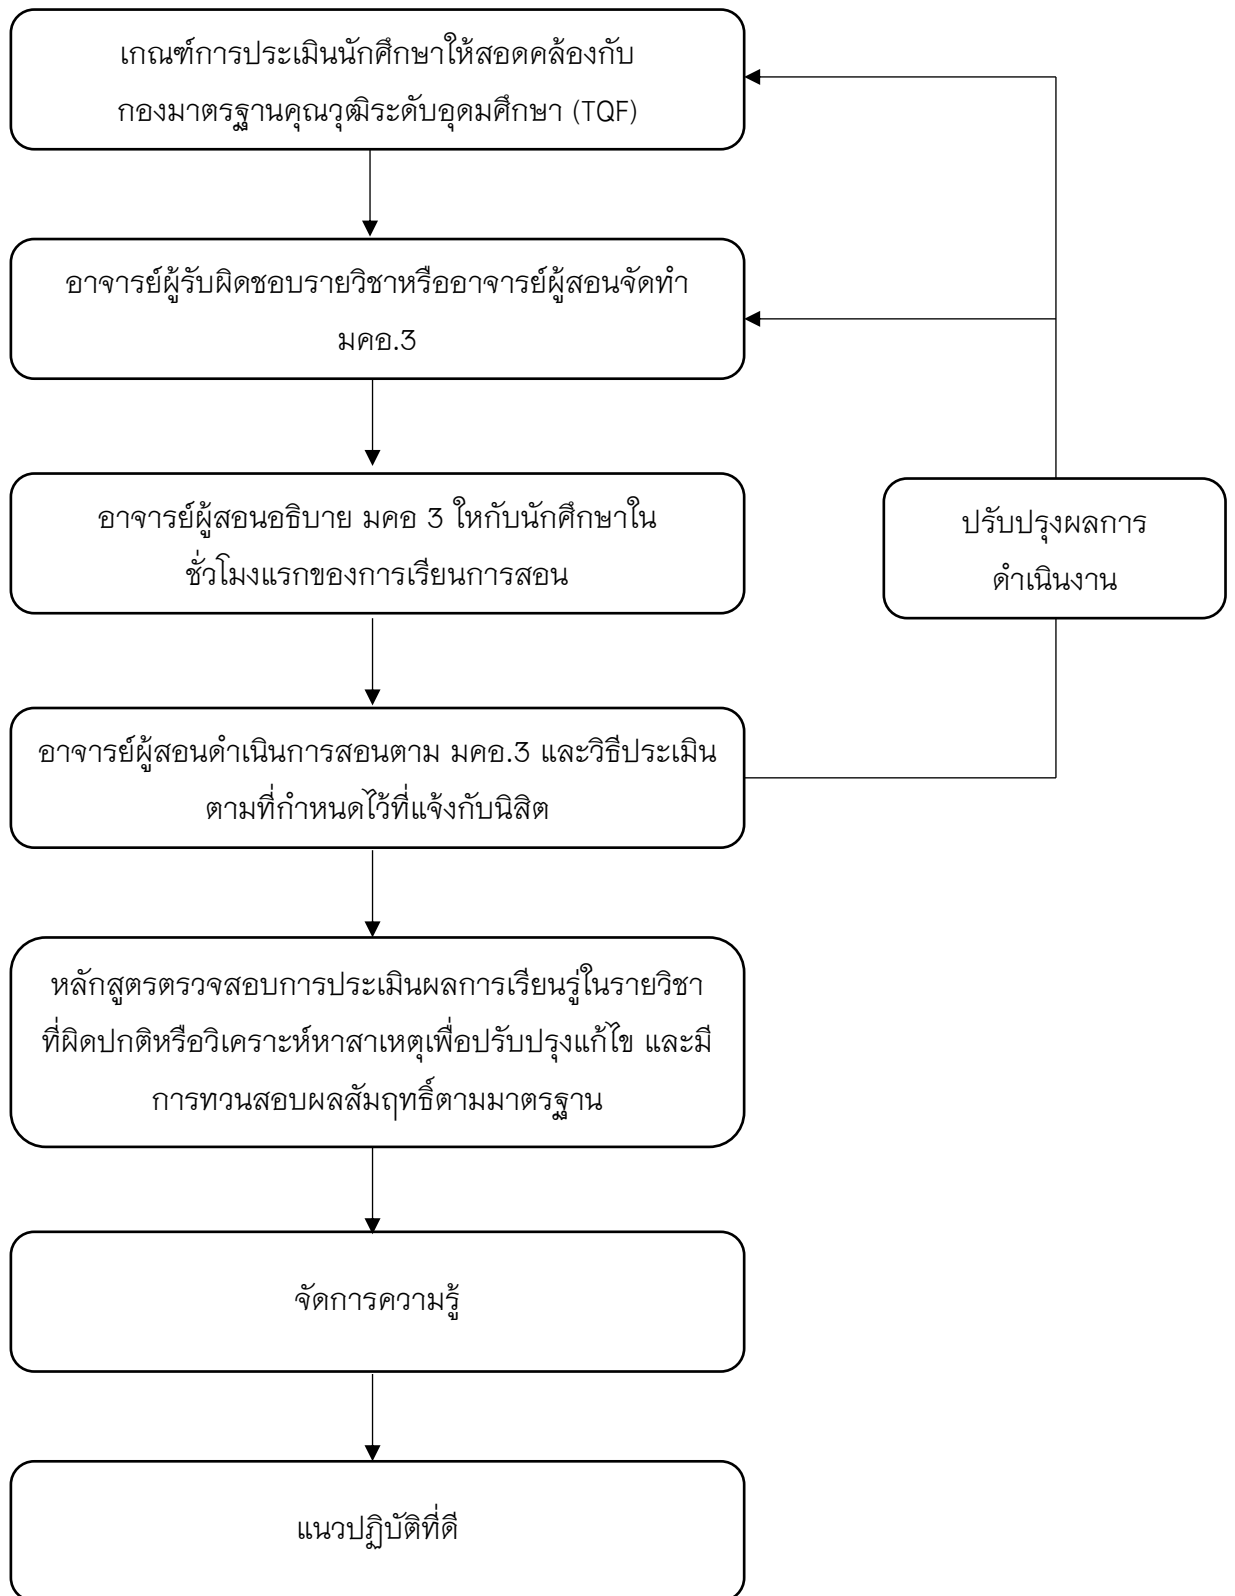 เกณฑ์การประเมินนักศึกษาให้สอดคล้องกับ
กองมาตรฐานคุณวุฒิระดับอุดมศึกษา (TQF)
อาจารย์ผู้รับผิดชอบรายวิชาหรืออาจารย์ผู้สอนจัดทำ
มคอ.3
อาจารย์ผู้สอนอธิบาย มคอ 3 ใหกับนักศึกษาใน
ชั่วโมงแรกของการเรียนการสอน
ปรับปรุงผลการ
ดำเนินงาน
อาจารย์ผู้สอนดำเนินการสอนตาม มคอ.3 และวิธีประเมิน
ตามที่กำหนดไว้ที่แจ้งกับนิสิต
หลักสูตรตรวจสอบการประเมินผลการเรียนรู่ในรายวิชา
ที่ผิดปกติหรือวิเคราะห์หาสาเหตุเพื่อปรับปรุงแก้ไข และมี
การทวนสอบผลสัมฤทธิ์ตามมาตรฐาน
จัดการความรู้
แนวปฏิบัติที่ดี